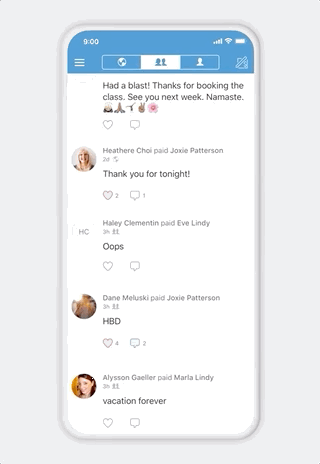 9:00
Had a blast! Thanks for booking the
class. See you next week. Namaste.
Heathere Choi paid Joxie Patterson
2d
Thank you for tonight!
2 1
HC
Haley Clementin paid Eve Lindy
3h
Oops
Dane Meluski paid Joxie Patterson
3h
HBD
4 2
Alysson Gaeller paid Marla Lindy
3h
vacation forever